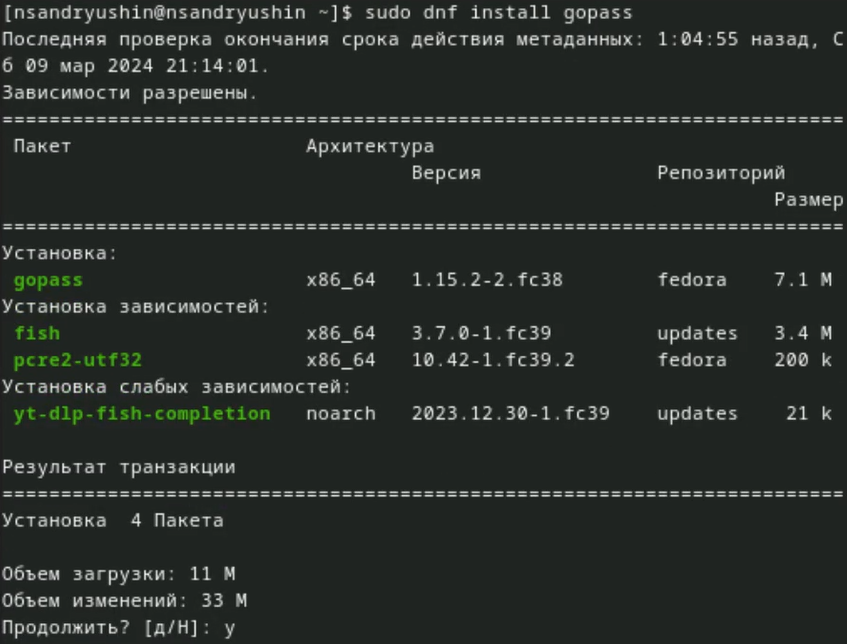 [nsandryushin@nsandryushin ~]$ sudo dnf install gopass
Последняя проверка окончания срока действия метаданных: 1:04:55 назад, С
б 09 мар 2024 21:14:01.
Зависимости разрешены.
================================================================================
Пакет Архитектура
Версия Репозиторий
Размер
================================================================================
Установка:
gopass x86_64 1.15.2-2.fc38 fedora 7.1 M
Установка зависимостей:
fish x86_64 3.7.0-1.fc39 updates 3.4 M
pcre2-utf32 x86_64 10.42-1.fc39.2 fedora 200 k
Установка слабых зависимостей:
yt-dlp-fish-completion noarch 2023.12.30-1.fc39 updates 21 k
Результат транзакции
================================================================================
Установка 4 Пакета
Объем загрузки: 11 M
Объем изменений: 33 M
Продолжить? [д/Н]: y